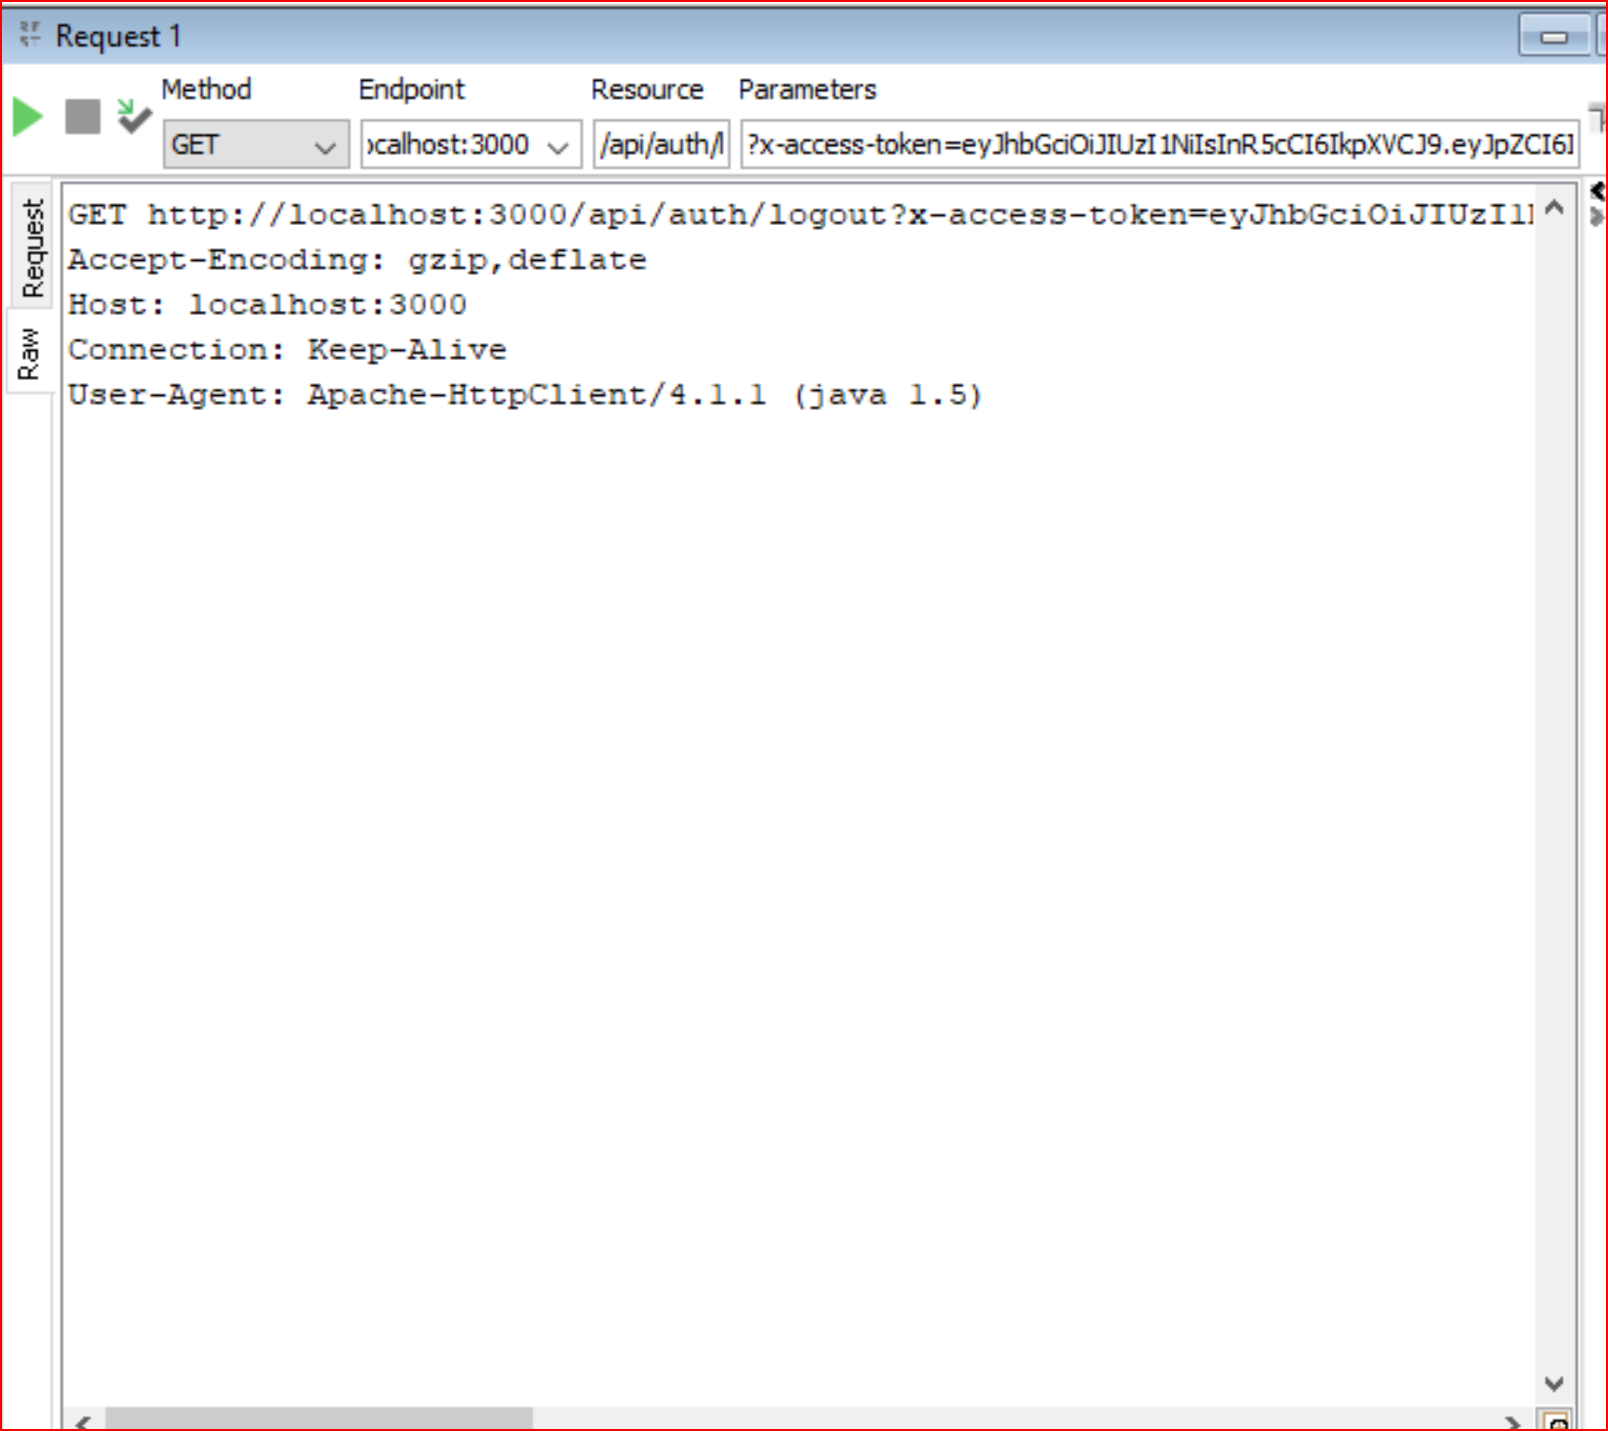 Request 1
Method Endpoint Resource Parameters
GET ocalhost:3000 /api/auth/l ?x-access-token=eyJhbGciOiJIUzI1NiIsInR5cCI6IkpXVCJ9.eyJpZCI6I
Request
Raw
GET http://localhost:3000/api/auth/logout?x-access-token=eyJhbGciOiJIUzI1N
Accept-Encoding: gzip,deflate
Host: localhost:3000
Connection: Keep-Alive
User-Agent: Apache-HttpClient/4.1.1 (java 1.5)